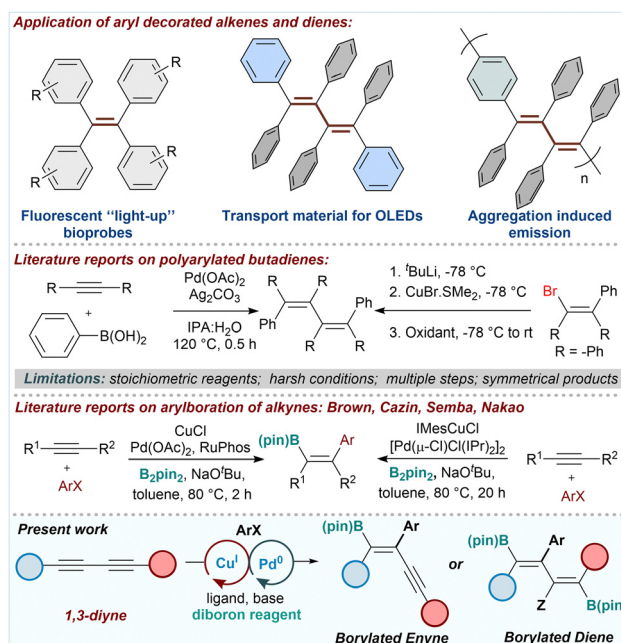 Application of aryl decorated alkenes and dienes:
R
R
R
R
n
Fluorescent "light-up" bioprobes
Transport material for OLEDs
Aggregation induced emission
Literature reports on polyarylated butadienes:
R R
+
B(OH)2
Pd(OAc)2
Ag2CO3
IPA:H2O
120 °C, 0.5 h
R R
Ph Ph
R R
1. tBuLi, -78 °C
2. CuBr.SMe2, -78 °C
3. Oxidant, -78 °C to rt
Br Ph
R R
R = -Ph
Limitations: stoichiometric reagents; harsh conditions; multiple steps; symmetrical products
Literature reports on arylboration of alkynes: Brown, Cazin, Semba, Nakao
R1 R2
+
ArX
CuCl
Pd(OAc)2, RuPhos
B2pin2, NaOtBu,
toluene, 80 °C, 2 h
(pin)B Ar
R1 R2
IMesCuCl
[Pd(μ-Cl)Cl(IPr)2]2
B2pin2, NaOtBu,
toluene, 80 °C, 20 h
R1 R2
+
ArX
Present work
1,3-diyne
ArX
CuI Pd0
ligand, base
diboron reagent
(pin)B Ar
Borylated Enyne
or
(pin)B Ar
Z B(pin)
Borylated Diene